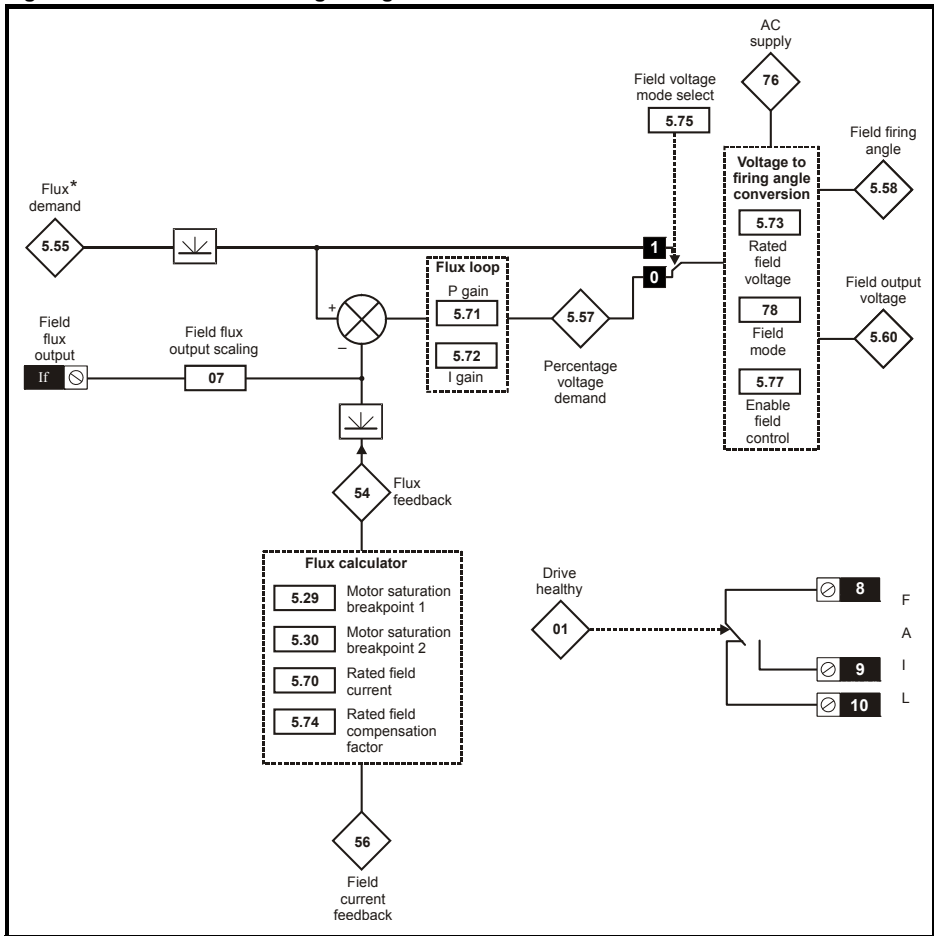 AC
supply
76
Field voltage
mode select
5.75
Field firing
angle
5.58
Flux*
demand
5.55
Voltage to
firing angle
conversion
5.73
Rated
field
voltage
78
Field
mode
5.77
Enable
field
control
1
0
Flux loop
P gain
5.71
5.72
I gain
5.57
Percentage
voltage
demand
Field output
voltage
5.60
Field
flux
output
If
Field flux
output scaling
07
+
–
54
Flux
feedback
Flux calculator
5.29 Motor saturation
breakpoint 1
5.30 Motor saturation
breakpoint 2
5.70 Rated field
current
5.74 Rated field
compensation
factor
56
Field
current
feedback
Drive
healthy
01
8
9
10
F
A
I
L